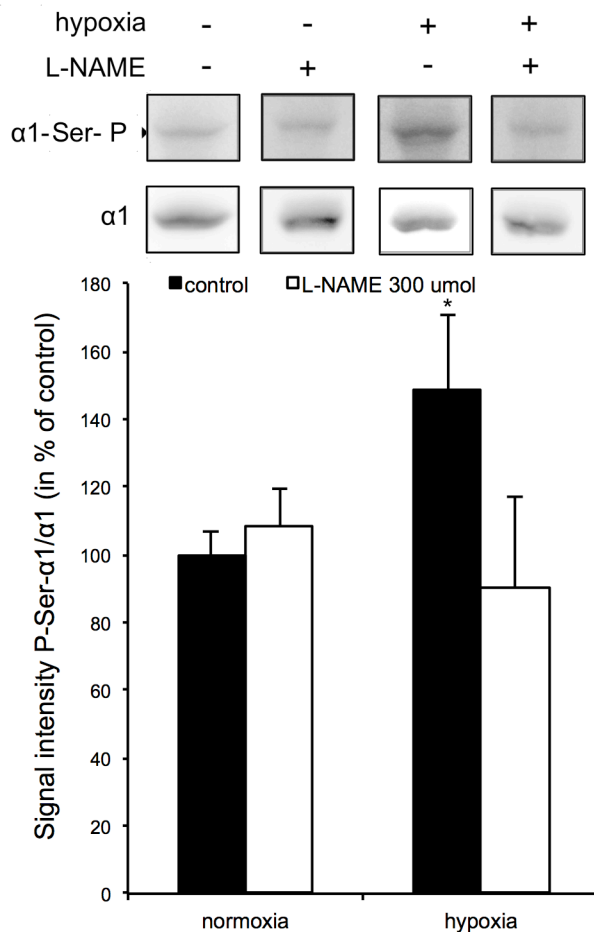 hypoxia - - + +
L-NAME - + - +
α1-Ser- P
α1
180
control L-NAME 300 umol
*
160
140
120
100
80
60
40
20
0
Signal intensity P-Ser-α1/α1 (in % of control)
normoxia hypoxia